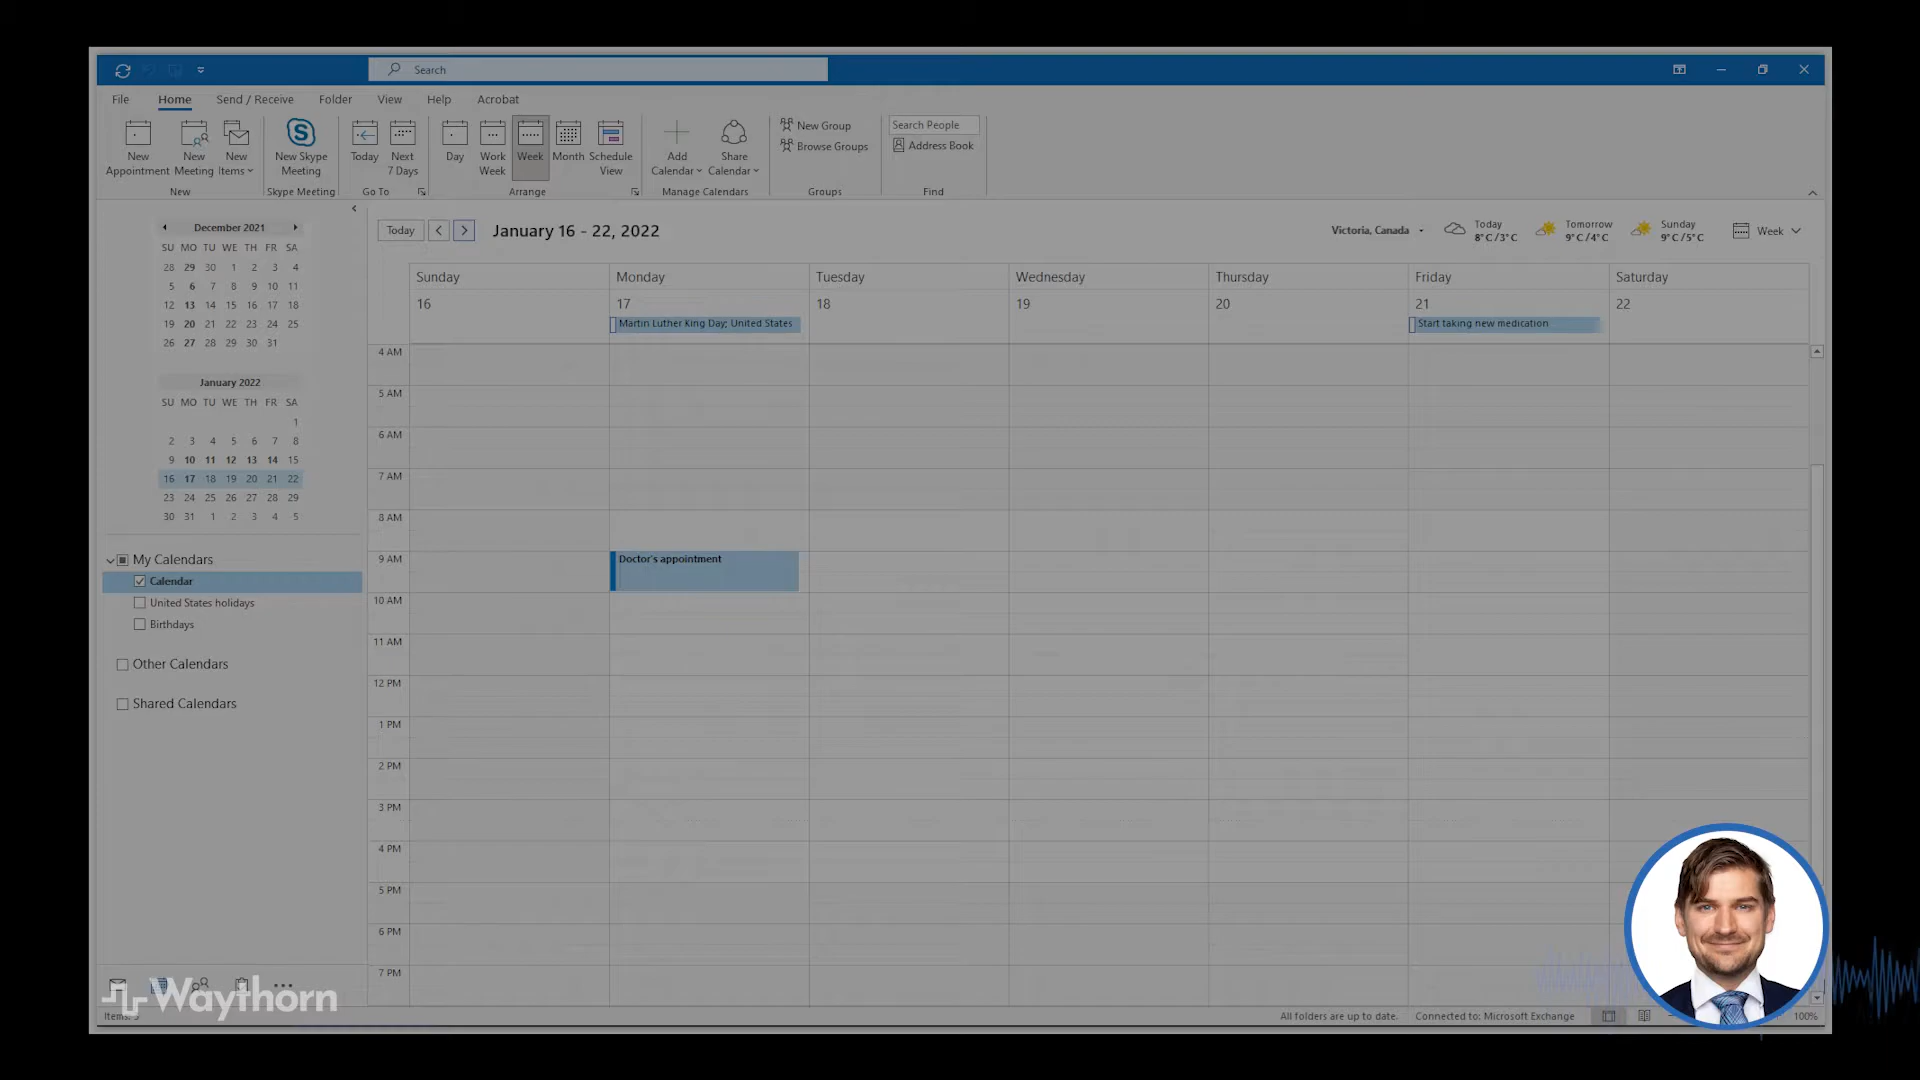 Search
File Home Send / Receive Folder View Help Acrobat
New Appointment
New Meeting
New Items
New
New Skype Meeting
Skype Meeting
Today
Next 7 Days
Go To
Day
Work Week
Week
Month
Schedule View
Arrange
Add Calendar
Share Calendar
Manage Calendars
New Group
Browse Groups
Groups
Search People
Address Book
Find
December 2021
SU MO TU WE TH FR SA
28 29 30 1 2 3 4
5 6 7 8 9 10 11
12 13 14 15 16 17 18
19 20 21 22 23 24 25
26 27 28 29 30 31
January 2022
SU MO TU WE TH FR SA
1
2 3 4 5 6 7 8
9 10 11 12 13 14 15
16 17 18 19 20 21 22
23 24 25 26 27 28 29
30 31 1 2 3 4 5
My Calendars
Calendar
United States holidays
Birthdays
Other Calendars
Shared Calendars
Today
January 16 - 22, 2022
Victoria, Canada
Today
8°C/3°C
Tomorrow
9°C/4°C
Sunday
9°C/5°C
Week
Sunday Monday Tuesday Wednesday Thursday Friday Saturday
16 17 18 19 20 21 22
Martin Luther King Day; United States
Start taking new medication
4 AM
5 AM
6 AM
7 AM
8 AM
9 AM
Doctor's appointment
10 AM
11 AM
12 PM
1 PM
2 PM
3 PM
4 PM
5 PM
6 PM
7 PM
Waythorn
Items:
All folders are up to date. Connected to: Microsoft Exchange
100%